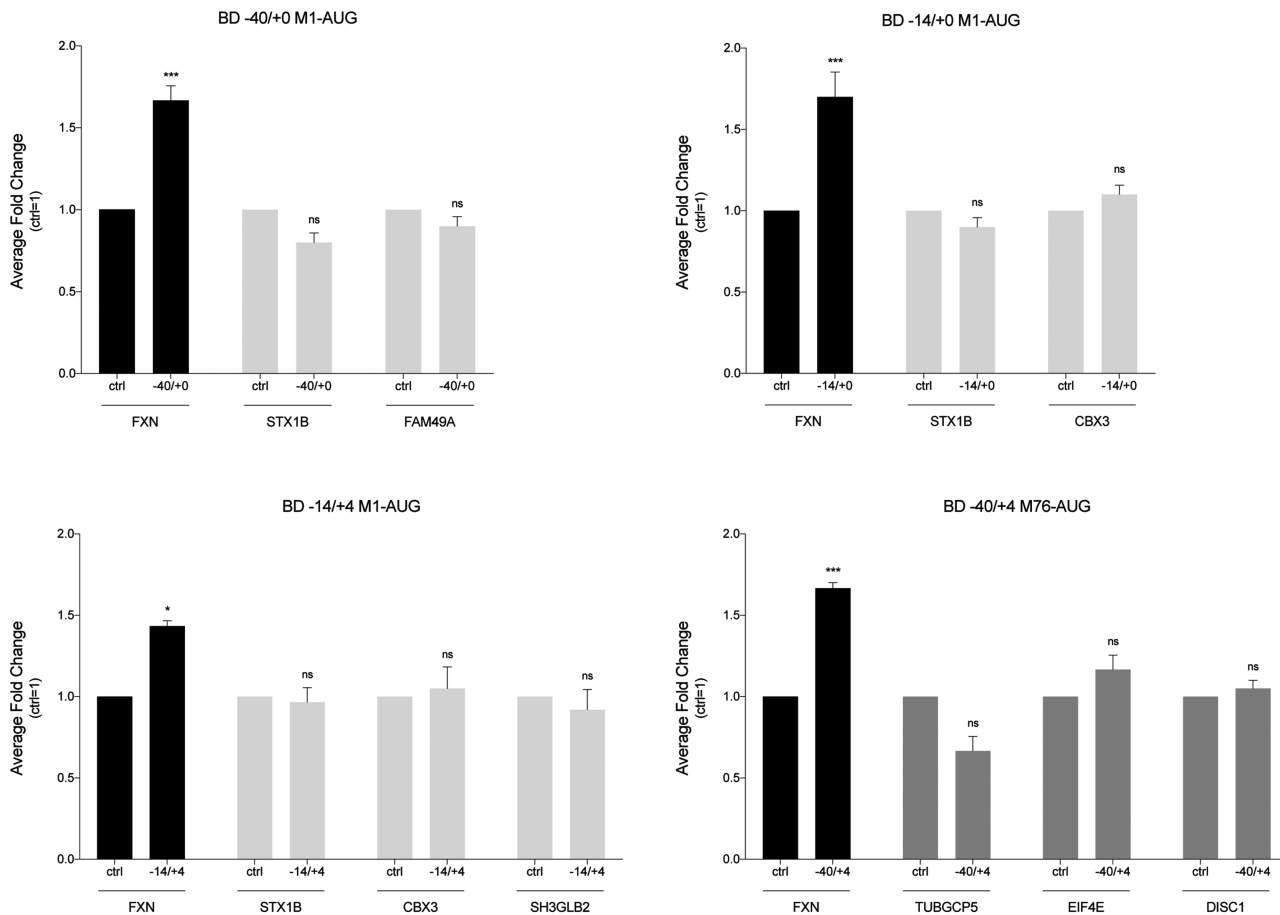 BD -40/+0 M1-AUG
Average Fold Change
(ctrl=1)
2.0
1.5
1.0
0.5
0.0
***
ns
ns
ctrl -40/+0 ctrl -40/+0 ctrl -40/+0
FXN STX1B FAM49A
BD -14/+0 M1-AUG
Average Fold Change
(ctrl=1)
2.0
1.5
1.0
0.5
0.0
***
ns
ns
ctrl -14/+0 ctrl -14/+0 ctrl -14/+0
FXN STX1B CBX3
BD -14/+4 M1-AUG
Average Fold Change
(ctrl=1)
2.0
1.5
1.0
0.5
0.0
*
ns
ns
ns
ctrl -14/+4 ctrl -14/+4 ctrl -14/+4 ctrl -14/+4
FXN STX1B CBX3 SH3GLB2
BD -40/+4 M76-AUG
Average Fold Change
(ctrl=1)
2.0
1.5
1.0
0.5
0.0
***
ns
ns
ns
ctrl -40/+4 ctrl -40/+4 ctrl -40/+4 ctrl -40/+4
FXN TUBGCP5 EIF4E DISC1